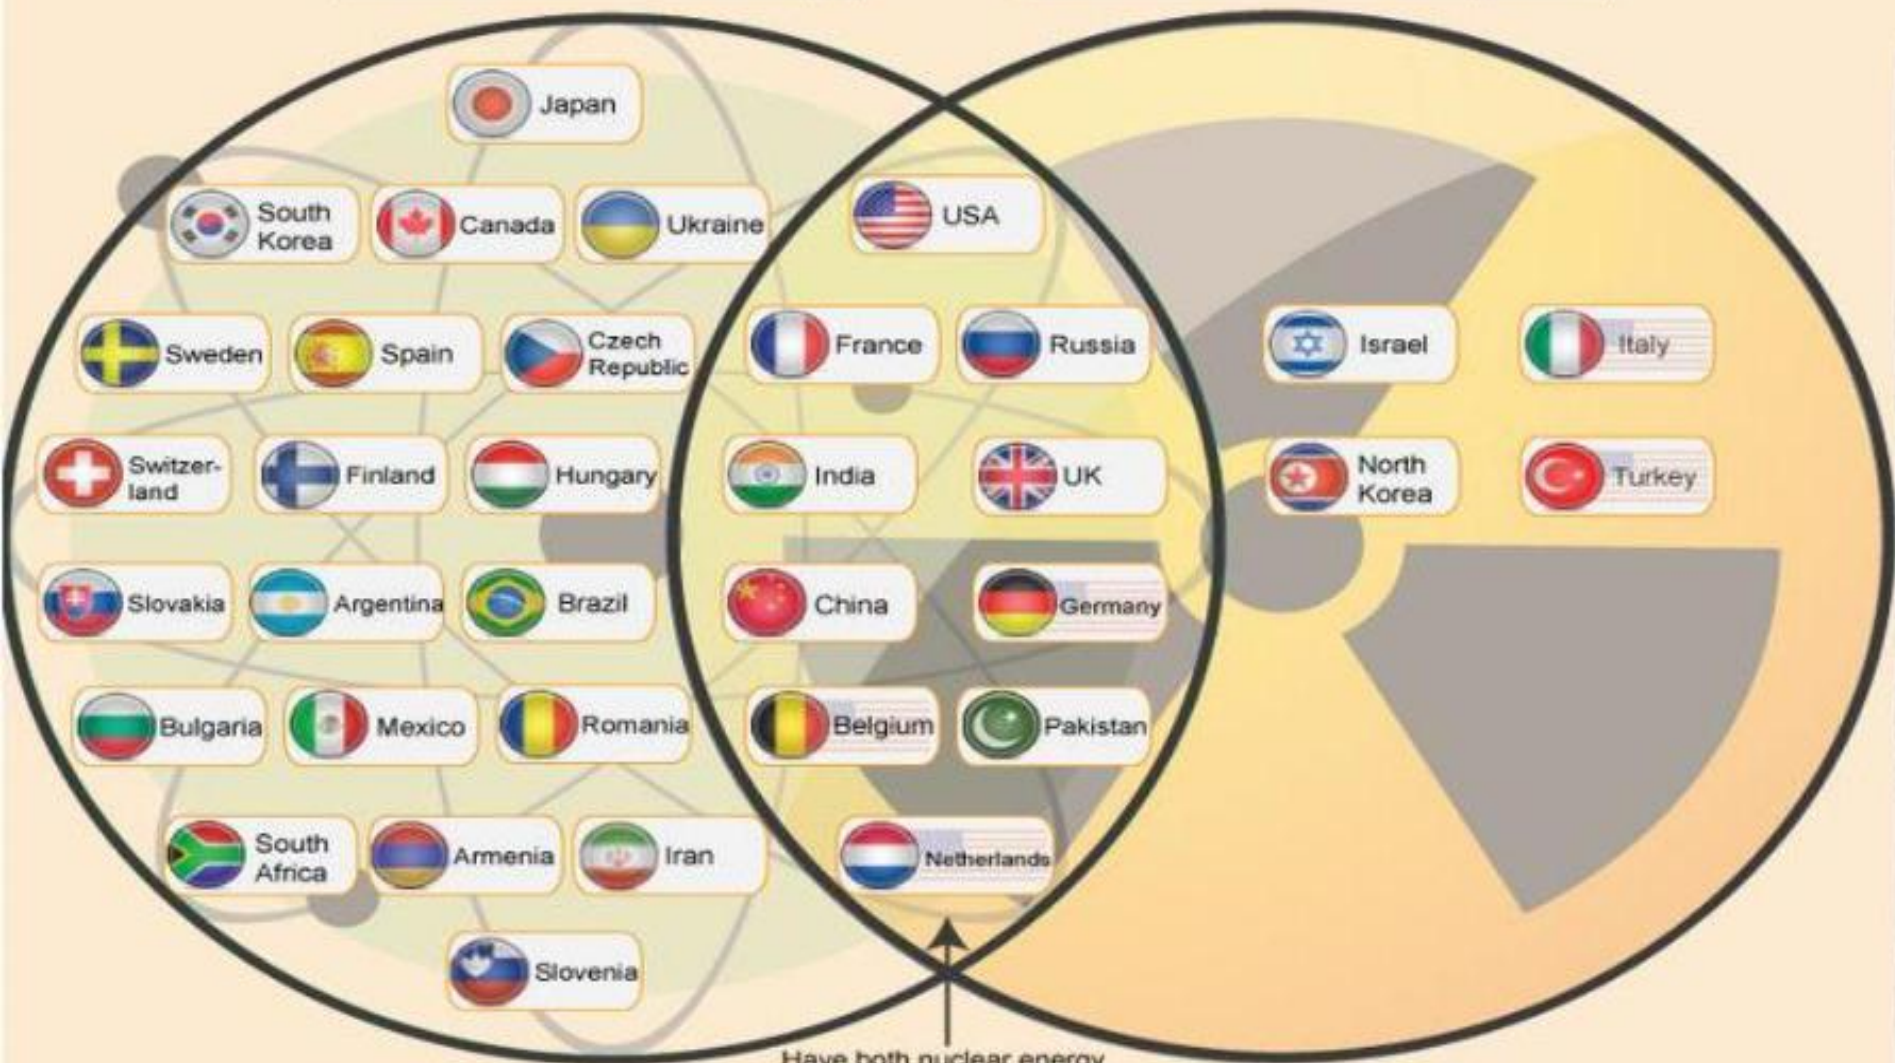 Japan
South
Korea
Canada
Ukraine
USA
Sweden
Spain
Czech
Republic
France
Russia
Israel
Italy
Switzer-
land
Finland
Hungary
India
UK
North
Korea
Turkey
Slovakia
Argentina
Brazil
China
Germany
Bulgaria
Mexico
Romania
Belgium
Pakistan
South
Africa
Armenia
Iran
Netherlands
Slovenia
Have both nuclear energy